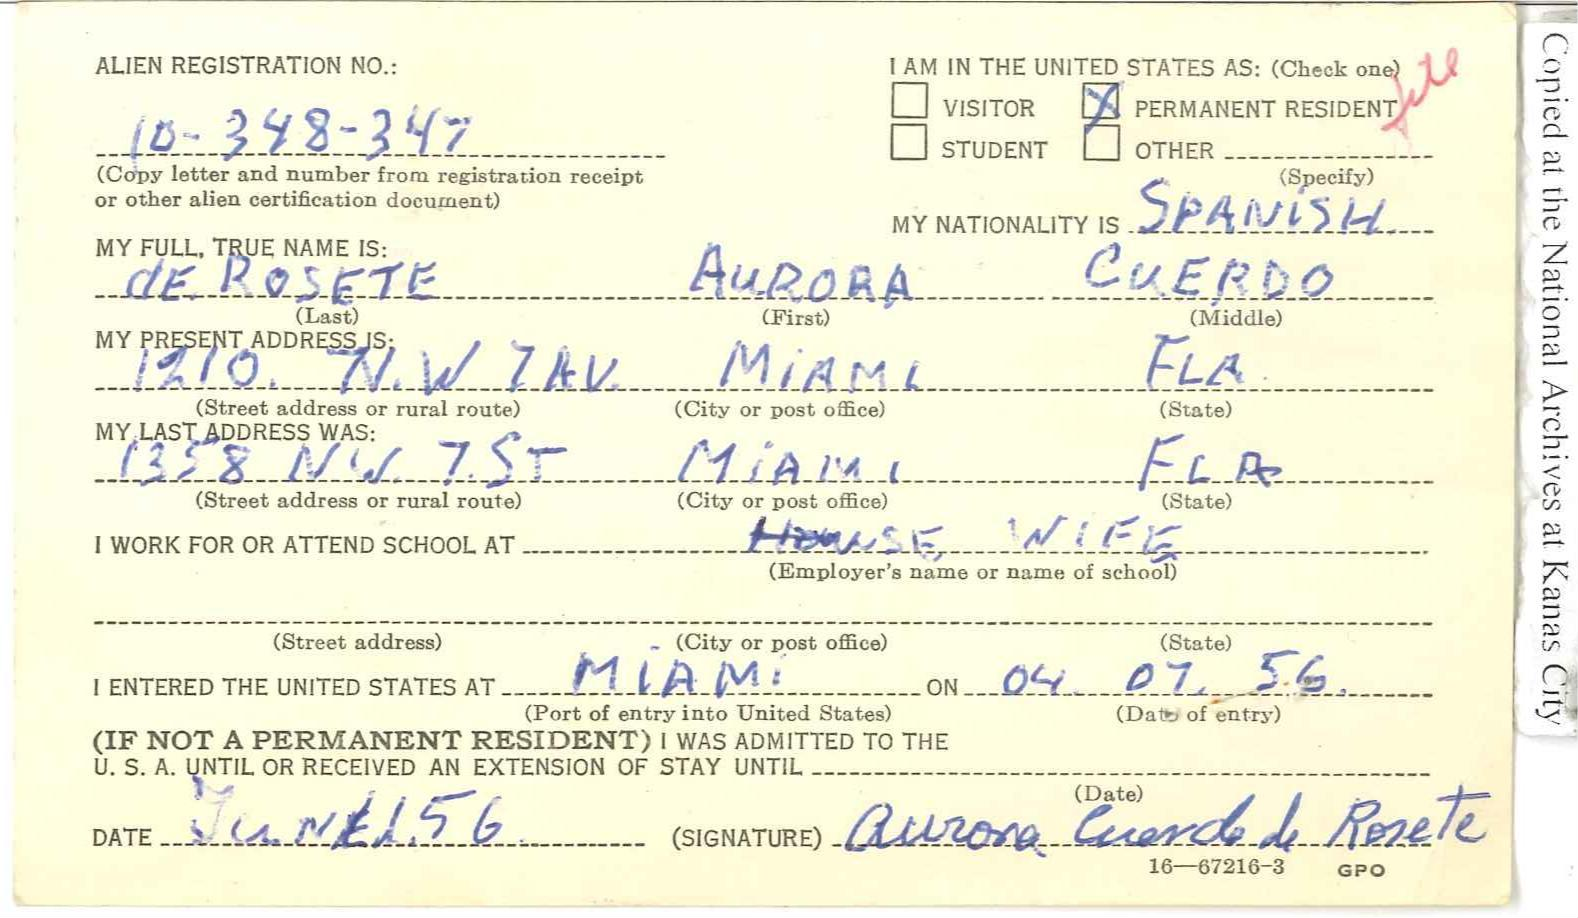 ALIEN REGISTRATION NO.:
10-348-347
(Copy letter and number from registration receipt
or other alien certification document)
I AM IN THE UNITED STATES AS: (Check one)
VISITOR X PERMANENT RESIDENT
STUDENT OTHER
(Specify)
MY NATIONALITY IS SPANISH
MY FULL, TRUE NAME IS:
dE ROSETE AURORA CUERDO
(Last) (First) (Middle)
MY PRESENT ADDRESS IS:
1210. N.W 7 AV. MiAMi FLA
(Street address or rural route) (City or post office) (State)
MY LAST ADDRESS WAS:
1358 NW. 7. ST MiAMi FLA
(Street address or rural route) (City or post office) (State)
I WORK FOR OR ATTEND SCHOOL AT HOUSE WIFE
(Employer's name or name of school)
(Street address) (City or post office) (State)
I ENTERED THE UNITED STATES AT MiAMi ON 04. 07. 56.
(Port of entry into United States) (Date of entry)
(IF NOT A PERMANENT RESIDENT) I WAS ADMITTED TO THE
U. S. A. UNTIL OR RECEIVED AN EXTENSION OF STAY UNTIL
(Date)
DATE (SIGNATURE) Aurora Cuerdo de Rosete
16—67216-3 GPO
Copied at the National Archives at Kanas City